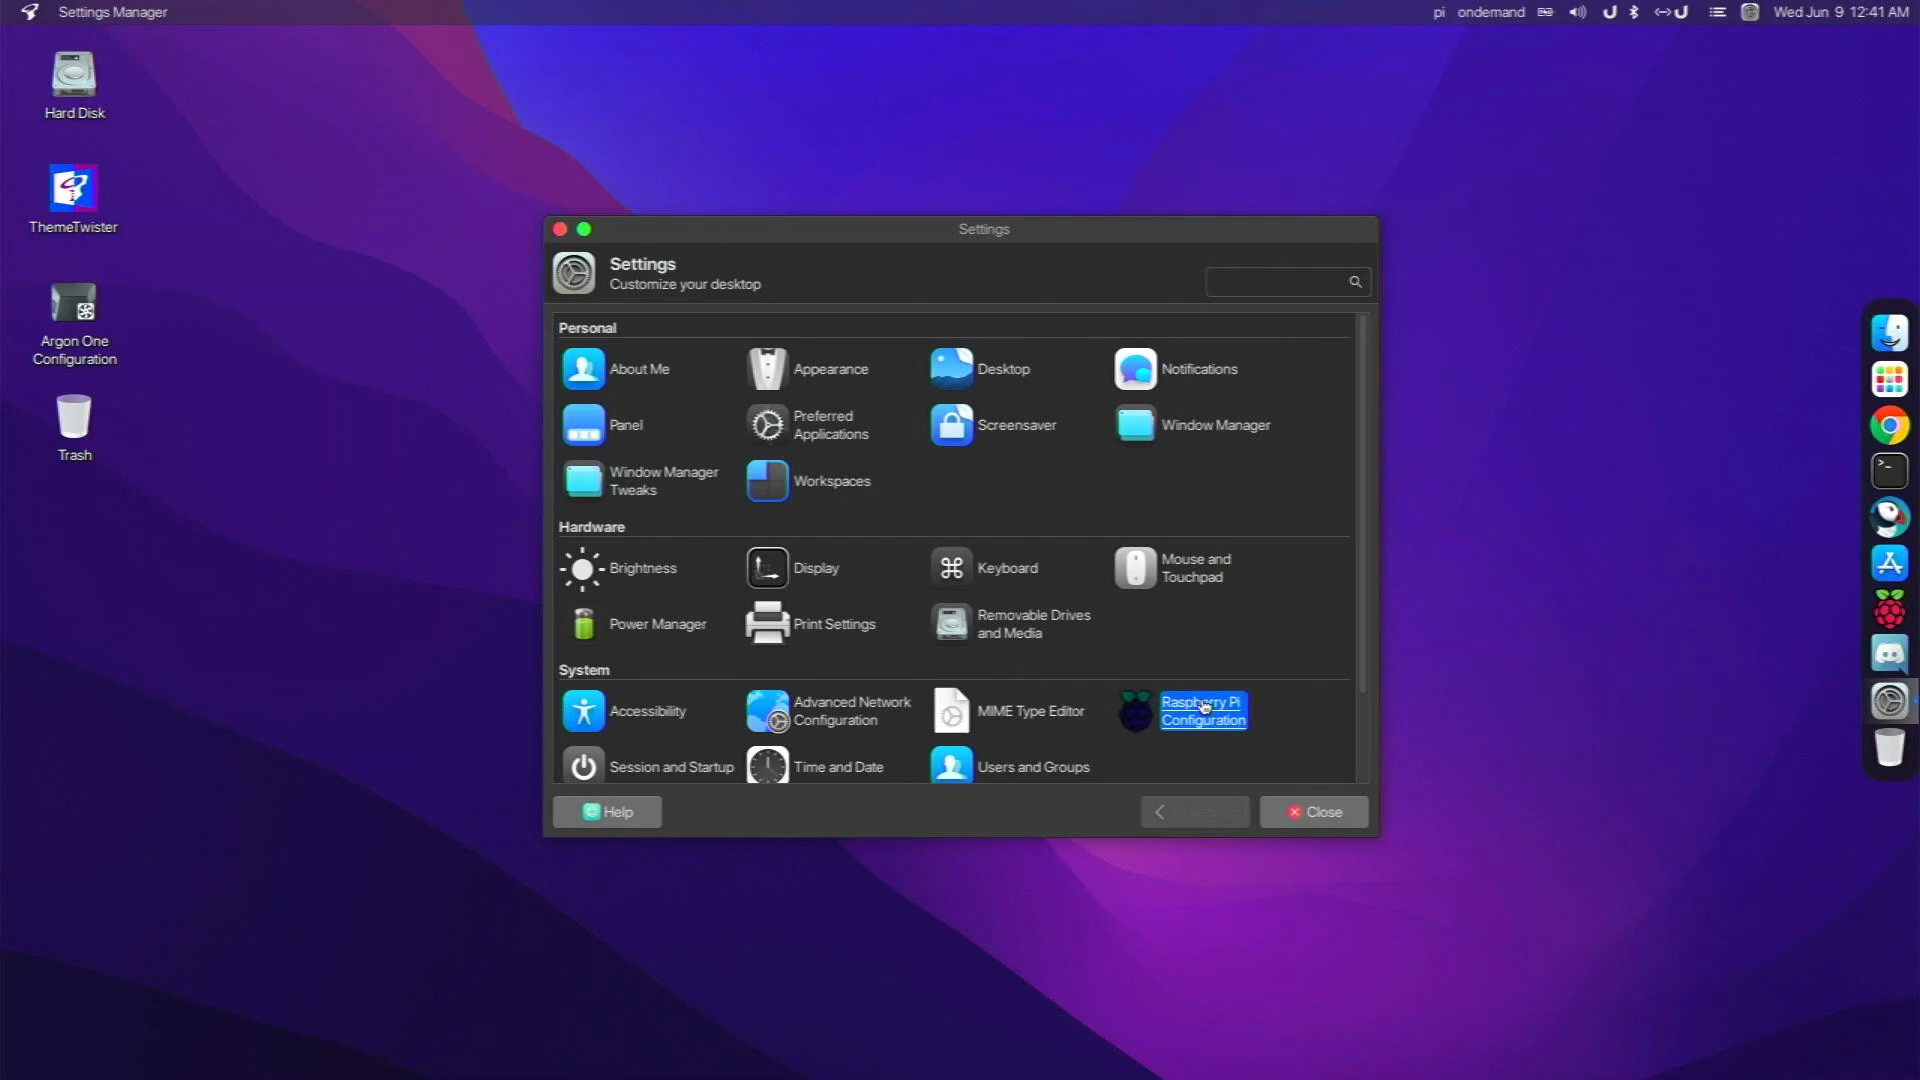 Settings Manager
pi ondemand Wed Jun 9 12:41 AM
Hard Disk
ThemeTwister
Argon One
Configuration
Trash
Settings
Settings
Customize your desktop
Personal
About Me
Appearance
Desktop
Notifications
Panel
Preferred
Applications
Screensaver
Window Manager
Window Manager
Tweaks
Workspaces
Hardware
Brightness
Display
Keyboard
Mouse and
Touchpad
Power Manager
Print Settings
Removable Drives
and Media
System
Accessibility
Advanced Network
Configuration
MIME Type Editor
Raspberry Pi
Configuration
Session and Startup
Time and Date
Users and Groups
Help
Close